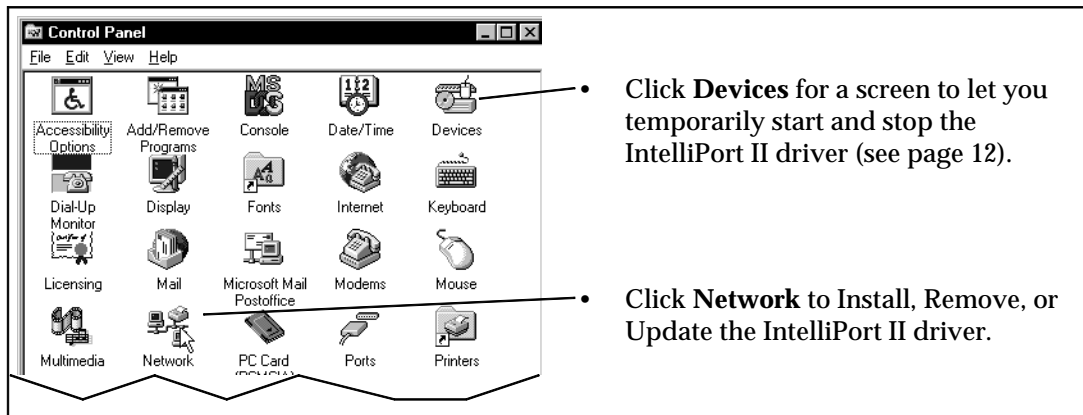 Control Panel
File Edit View Help
Accessibility Options
Add/Remove Programs
Console
Date/Time
Devices
Dial-Up Monitor
Display
Fonts
Internet
Keyboard
Licensing
Mail
Microsoft Mail Postoffice
Modems
Mouse
Multimedia
Network
PC Card (PCMCIA)
Ports
Printers
• Click Devices for a screen to let you
temporarily start and stop the
IntelliPort II driver (see page 12).
• Click Network to Install, Remove, or
Update the IntelliPort II driver.